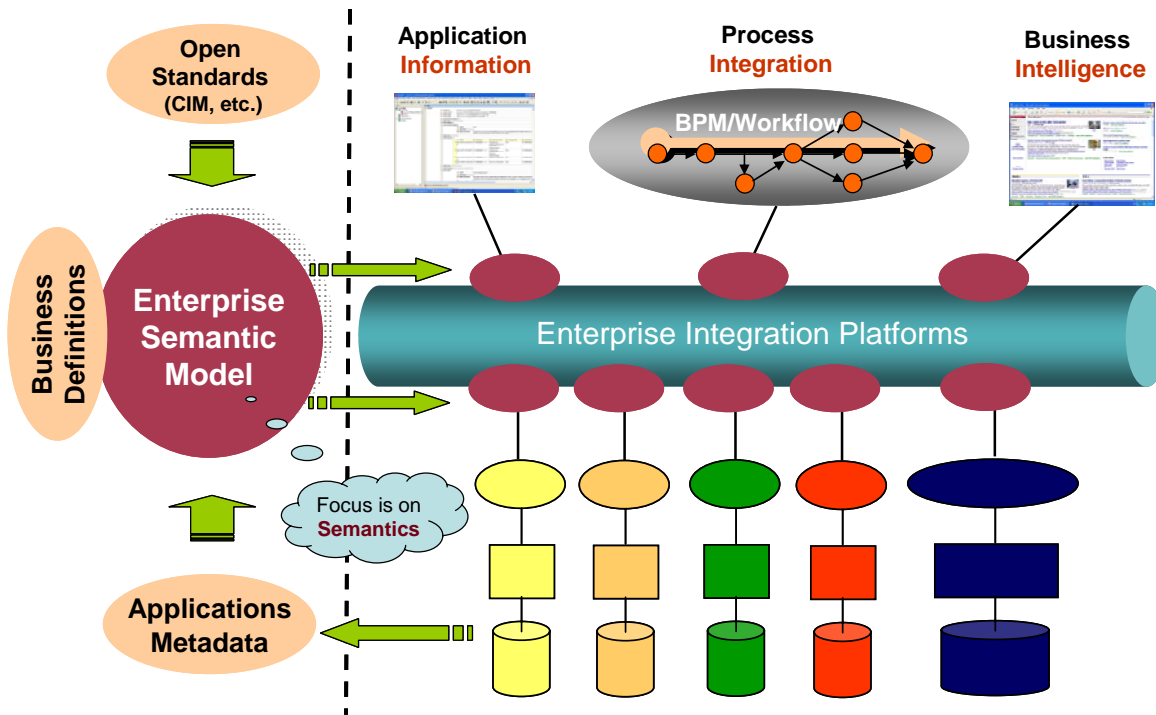 Open
Standards
(CIM, etc.)
Application
Information
Process
Integration
Business
Intelligence
BPM/Workflow
Business
Definitions
Enterprise
Semantic
Model
Enterprise Integration Platforms
Focus is on
Semantics
Applications
Metadata